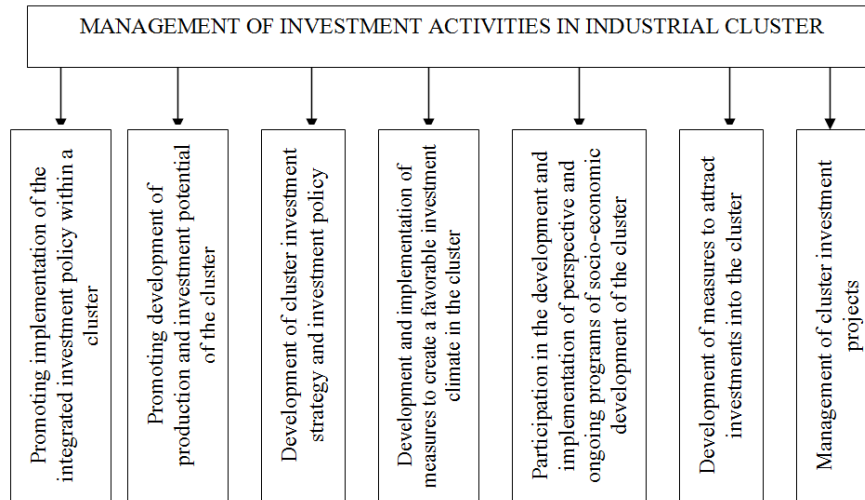 MANAGEMENT OF INVESTMENT ACTIVITIES IN INDUSTRIAL CLUSTER
Promoting implementation of the
integrated investment policy within a
cluster
Promoting development of
production and investment potential
of the cluster
Development of cluster investment
strategy and investment policy
Development and implementation of
measures to create a favorable investment
climate in the cluster
Participation in the development and
implementation of perspective and
ongoing programs of socio-economic
development of the cluster
Development of measures to attract
investments into the cluster
Management of cluster investment
projects